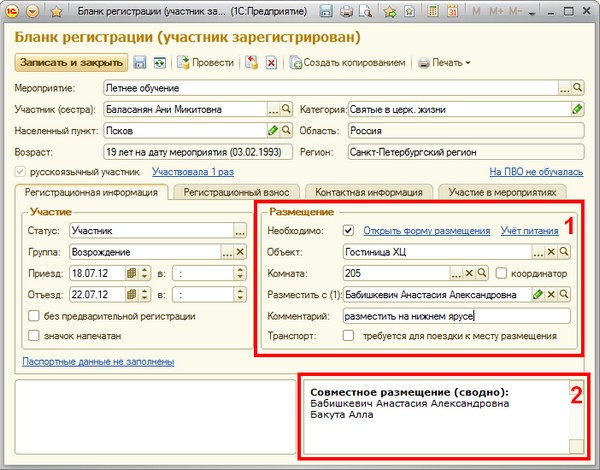 Бланк регистрации (участник за... (1С:Предприятие)
M M+ M-
Бланк регистрации (участник зарегистрирован)
Записать и закрыть Провести Создать копированием Печать
Мероприятие: Летнее обучение
Участник (сестра): Баласанян Ани Микитовна Категория: Святые в церк. жизни
Населенный пункт: Псков Область: Россия
Возраст: 19 лет на дату мероприятия (03.02.1993) Регион: Санкт-Петербургский регион
русскоязычный участник Участвовала 1 раз На ПВО не обучалась
Регистрационная информация Регистрационный взнос Контактная информация Участие в мероприятиях
Участие Размещение 1
Статус: Участник Необходимо: Открыть форму размещения Учёт питания
Группа: Возрождение Объект: Гостиница ХЦ
Приезд: 18.07.12 в: : Комната: 205 координатор
Отъезд: 22.07.12 в: : Разместить с (1): Бабишкевич Анастасия Александровна
без предварительной регистрации Комментарий: разместить на нижнем ярусе
значок напечатан Транспорт: требуется для поездки к месту размещения
Паспортные данные не заполнены
Совместное размещение (сводно): 2
Бабишкевич Анастасия Александровна
Бакута Алла